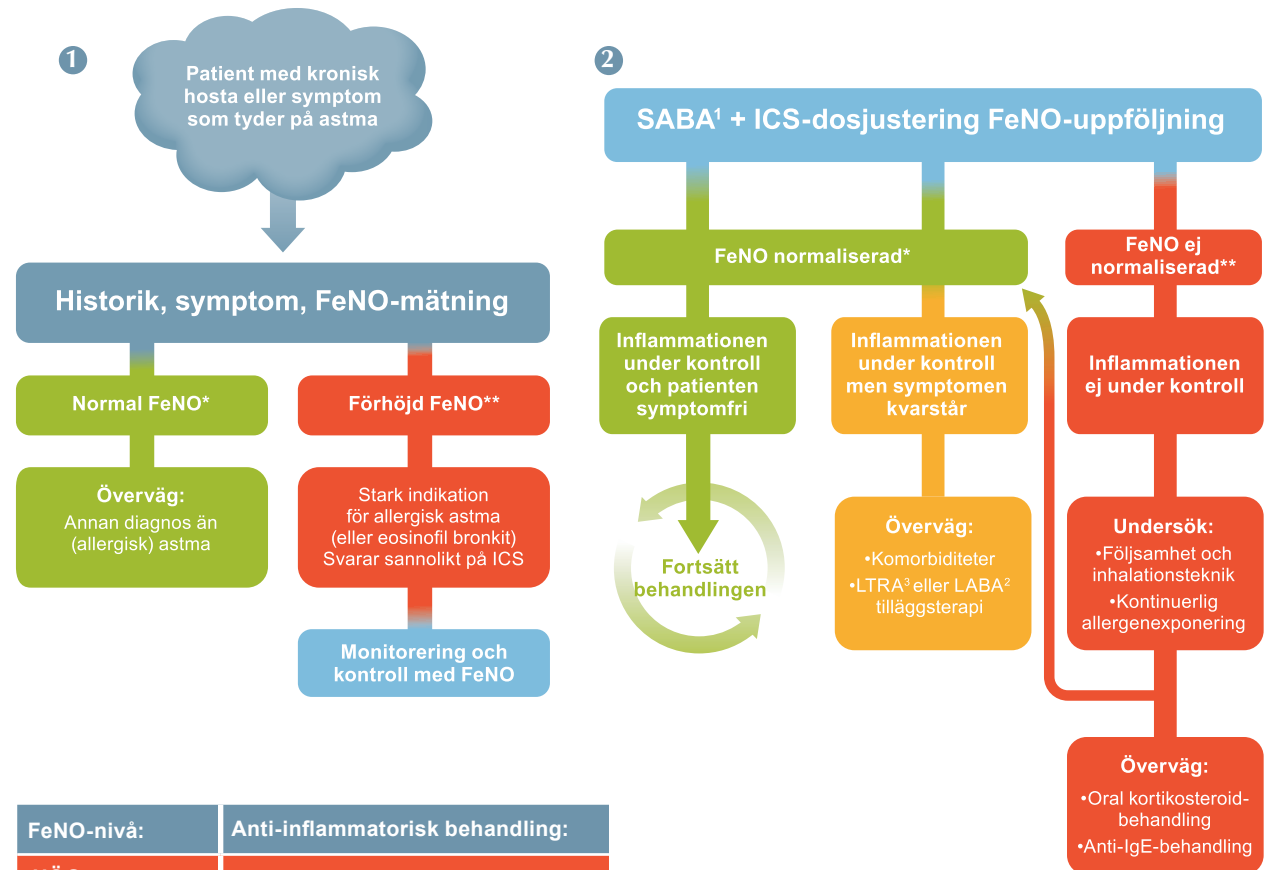 1
Patient med kronisk
hosta eller symptom
som tyder på astma
Historik, symptom, FeNO-mätning
Normal FeNO*
Förhöjd FeNO**
Överväg:
Annan diagnos än
(allergisk) astma
Stark indikation
för allergisk astma
(eller eosinofil bronkit)
Svarar sannolikt på ICS
Monitorering och
kontroll med FeNO
2
SABA¹ + ICS-dosjustering FeNO-uppföljning
FeNO normaliserad*
FeNO ej
normaliserad**
Inflammationen
under kontroll
och patienten
symptomfri
Inflammationen
under kontroll
men symptomen
kvarstår
Inflammationen
ej under kontroll
Fortsätt
behandlingen
Överväg:
•Komorbiditeter
•LTRA³ eller LABA²
tilläggsterapi
Undersök:
•Följsamhet och
inhalationsteknik
•Kontinuerlig
allergenexponering
Överväg:
•Oral kortikosteroid-
behandling
•Anti-IgE-behandling
FeNO-nivå:
Anti-inflammatorisk behandling: